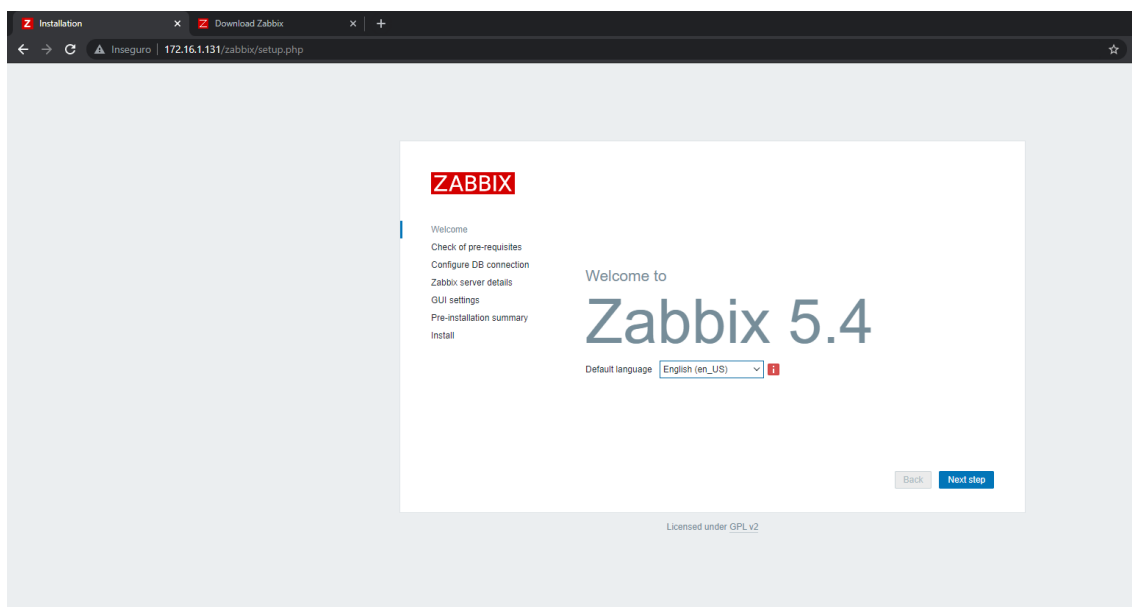 Z Installation × Z Download Zabbix × +
Inseguro | 172.16.1.131/zabbix/setup.php
ZABBIX
Welcome
Check of pre-requisites
Configure DB connection
Zabbix server details
GUI settings
Pre-installation summary
Install
Welcome to
Zabbix 5.4
Default language English (en_US) i
Back Next step
Licensed under GPL v2